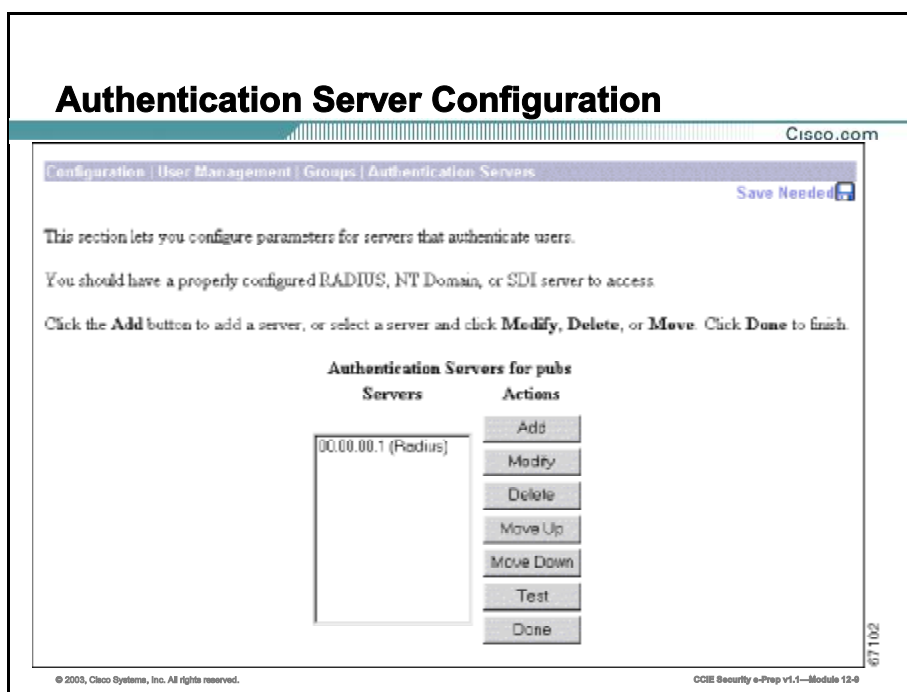 Authentication Server Configuration
Cisco.com
Configuration | User Management | Groups | Authentication Servers
Save Needed
This section lets you configure parameters for servers that authenticate users.
You should have a properly configured RADIUS, NT Domain, or SDI server to access.
Click the Add button to add a server, or select a server and click Modify, Delete, or Move. Click Done to finish.
Authentication Servers for pubs
Servers Actions
00.00.00.1 (Radius)
Add
Modify
Delete
Move Up
Move Down
Test
Done
67102
© 2003, Cisco Systems, Inc. All rights reserved.
CCIE Security e-Prep v1.1—Module 12-9